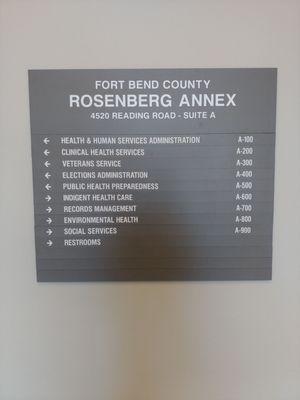 FORT BEND COUNTY
ROSENBERG ANNEX
4520 READING ROAD - SUITE A
← HEALTH & HUMAN SERVICES ADMINISTRATION A-100
← CLINICAL HEALTH SERVICES A-200
← VETERANS SERVICE A-300
← ELECTIONS ADMINISTRATION A-400
← PUBLIC HEALTH PREPAREDNESS A-500
→ INDIGENT HEALTH CARE A-600
→ RECORDS MANAGEMENT A-700
→ ENVIRONMENTAL HEALTH A-800
→ SOCIAL SERVICES A-900
→ RESTROOMS